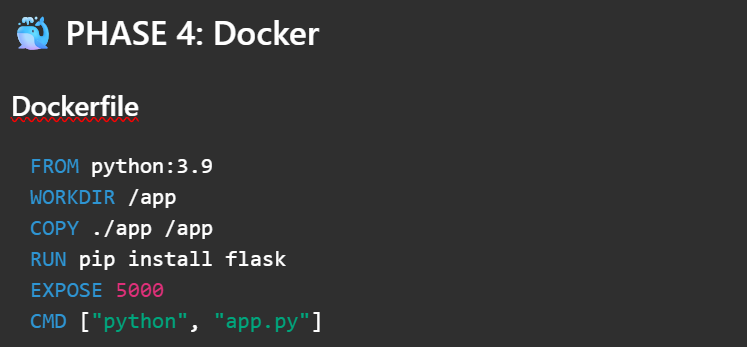 PHASE 4: Docker
Dockerfile
FROM python:3.9
WORKDIR /app
COPY ./app /app
RUN pip install flask
EXPOSE 5000
CMD ["python", "app.py"]